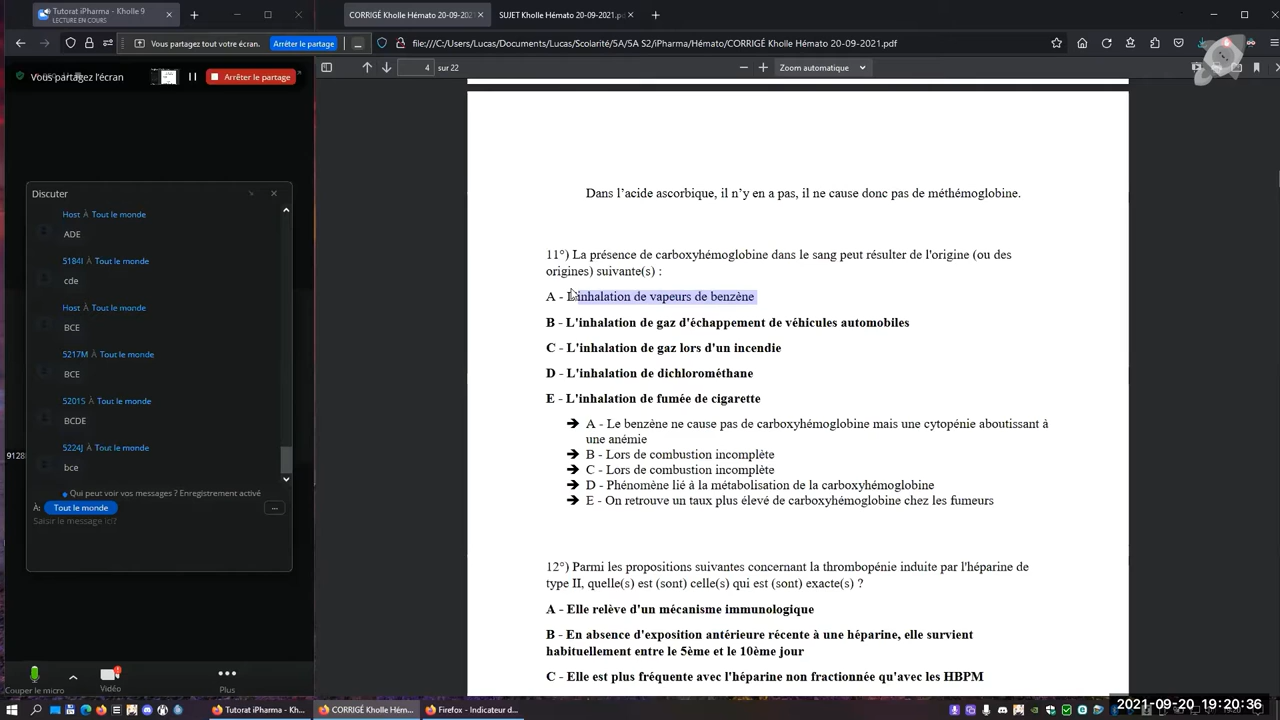 Tutorat iPharma - Kholle 9
LECTURE EN COURS
CORRIGÉ Kholle Hémato 20-09-202
SUJET Kholle Hémato 20-09-2021.pd
Vous partagez tout votre écran.
Arrêter le partage
...
file:///C:/Users/Lucas/Documents/Lucas/Scolarité/5A/5A S2/iPharma/Hémato/CORRIGÉ Kholle Hémato 20-09-2021.pdf
4
sur 22
Zoom automatique
Vous partagez l'écran
Arrêter le partage
Discuter
Host À Tout le monde
ADE
5184I À Tout le monde
cde
Host À Tout le monde
BCE
5217M À Tout le monde
BCE
5201S À Tout le monde
BCDE
5224J À Tout le monde
bce
9128
Qui peut voir vos messages ? Enregistrement activé
À: Tout le monde
...
Saisir le message ici?
Couper le micro
Vidéo
Plus
Dans l'acide ascorbique, il n'y en a pas, il ne cause donc pas de méthémoglobine.
11°) La présence de carboxyhémoglobine dans le sang peut résulter de l'origine (ou des
origines) suivante(s) :
A - L'inhalation de vapeurs de benzène
B - L'inhalation de gaz d'échappement de véhicules automobiles
C - L'inhalation de gaz lors d'un incendie
D - L'inhalation de dichlorométhane
E - L'inhalation de fumée de cigarette
➔ A - Le benzène ne cause pas de carboxyhémoglobine mais une cytopénie aboutissant à
une anémie
➔ B - Lors de combustion incomplète
➔ C - Lors de combustion incomplète
➔ D - Phénomène lié à la métabolisation de la carboxyhémoglobine
➔ E - On retrouve un taux plus élevé de carboxyhémoglobine chez les fumeurs
12°) Parmi les propositions suivantes concernant la thrombopénie induite par l'héparine de
type II, quelle(s) est (sont) celle(s) qui est (sont) exacte(s) ?
A - Elle relève d'un mécanisme immunologique
B - En absence d'exposition antérieure récente à une héparine, elle survient
habituellement entre le 5ème et le 10ème jour
C - Elle est plus fréquente avec l'héparine non fractionnée qu'avec les HBPM
Tutorat iPharma - Kh...
CORRIGÉ Kholle Hém...
Firefox - Indicateur d...
2021-09-20 19:20:36